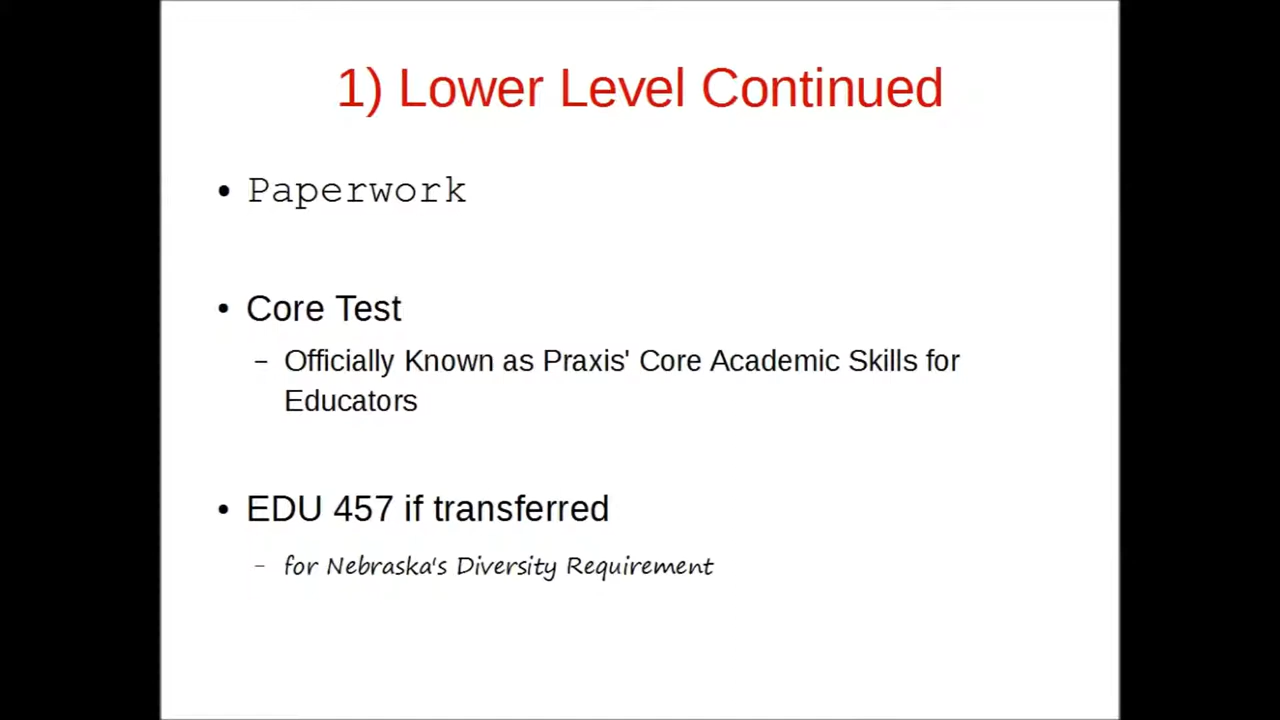 1) Lower Level Continued
• Paperwork
• Core Test
– Officially Known as Praxis' Core Academic Skills for
Educators
• EDU 457 if transferred
– for Nebraska's Diversity Requirement